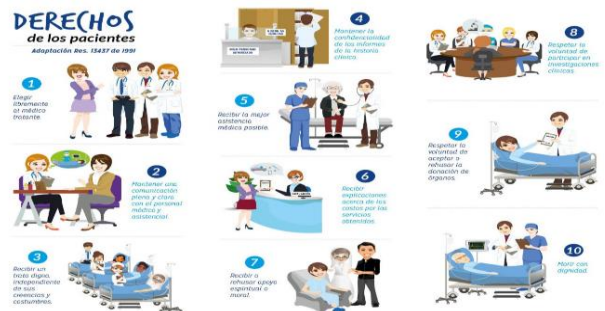 DERECHOS
de los pacientes
Adaptación Res. 13437 de 1991
1
Elegir
libremente
al médico
tratante.
2
Mantener una
comunicación
plena y clara
con el personal
médico y
asistencial.
3
Recibir un
trato digno,
independiente
de sus
creencias y
costumbres.
4
Mantener la
confidencialidad
de los informes
de la historia
clínica.
5
Recibir la mejor
asistencia
médica posible.
6
Recibir
explicaciones
acerca de los
costos por los
servicios
obtenidos.
7
Recibir o
rehusar apoyo
espiritual o
moral.
8
Respetar la
voluntad de
participar en
investigaciones
clínicas.
9
Respetar la
voluntad de
aceptar o
rehusar la
donación de
órganos.
10
Morir con
dignidad.